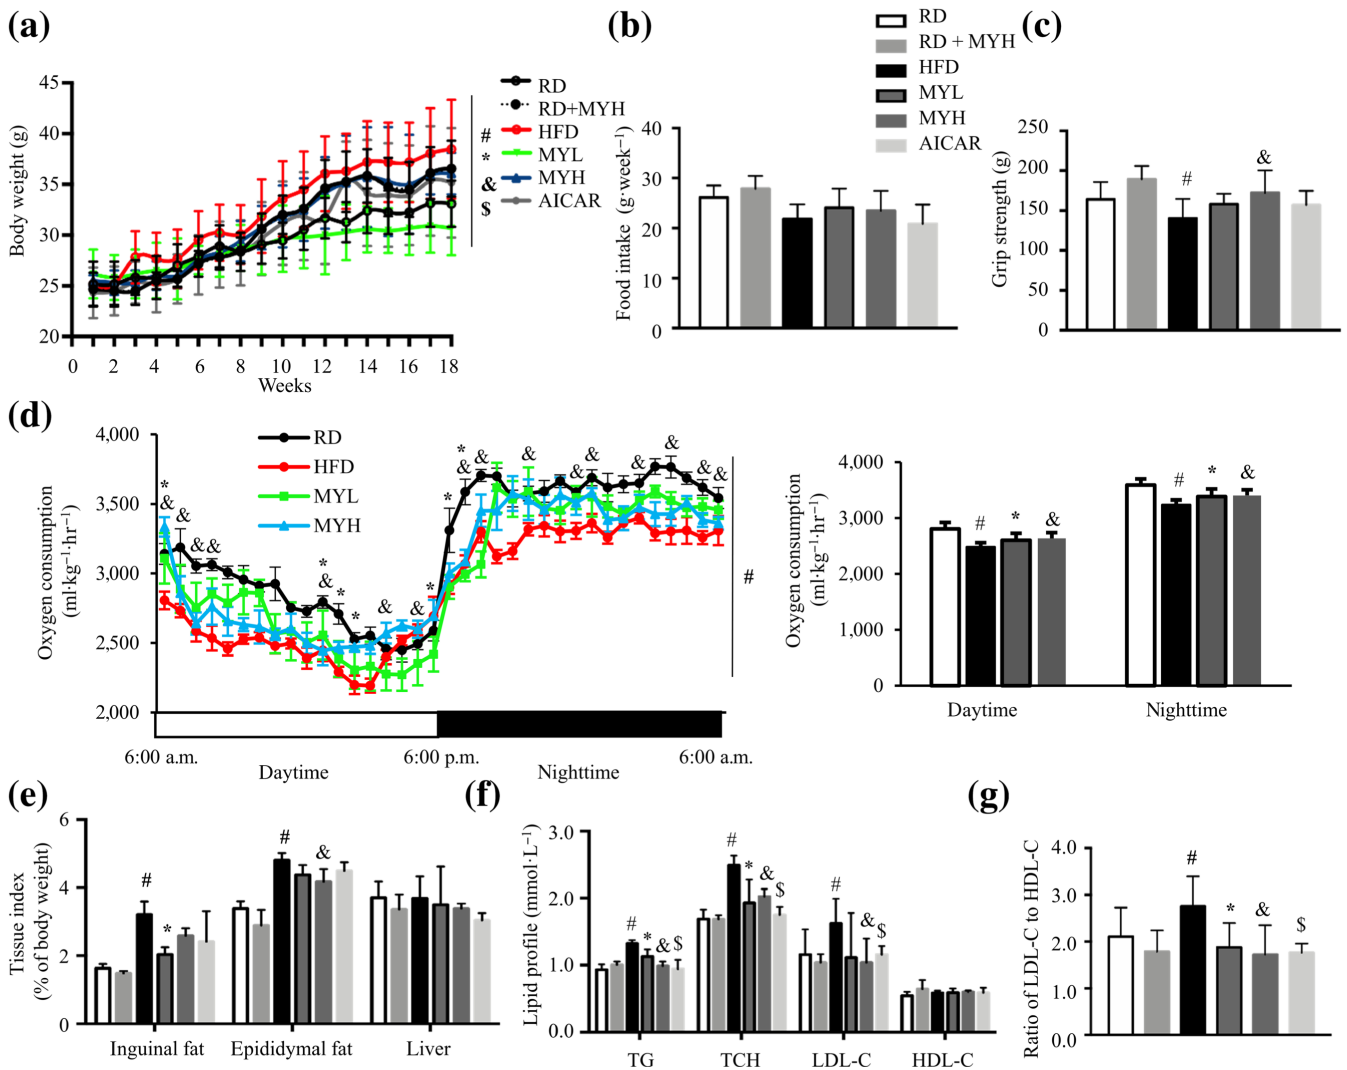 (a)
45
40
35
30
25
20
Body weight (g)
0
2
4
6
8
10
12
14
16
18
Weeks
RD
RD+MYH
HFD
MYL
MYH
AICAR
#
*
&
$
(b)
40
30
20
10
0
Food intake (g·week⁻¹)
RD
RD + MYH
HFD
MYL
MYH
AICAR
(c)
250
200
150
100
50
0
Grip strength (g)
#
&
(d)
4,000
3,500
3,000
2,500
2,000
Oxygen consumption
(ml·kg⁻¹·hr⁻¹)
RD
HFD
MYL
MYH
*
&
&
&&
*
&
*
*
&
&
*
*
*
&
&
&
&
&
&
&
&
&
#
6:00 a.m.
6:00 p.m.
6:00 a.m.
Daytime
Nighttime
4,000
3,000
2,000
1,000
0
Oxygen consumption
(ml·kg⁻¹·hr⁻¹)
#
*
&
#
*
&
Daytime
Nighttime
(e)
6
4
2
0
Tissue index
(% of body weight)
#
*
#
&
Inguinal fat
Epididymal fat
Liver
(f)
3.0
2.0
1.0
0.0
Lipid profile (mmol·L⁻¹)
#
*
&
$
#
*
&
$
#
&
$
TG
TCH
LDL-C
HDL-C
(g)
4.0
3.0
2.0
1.0
0.0
Ratio of LDL-C to HDL-C
#
*
&
$